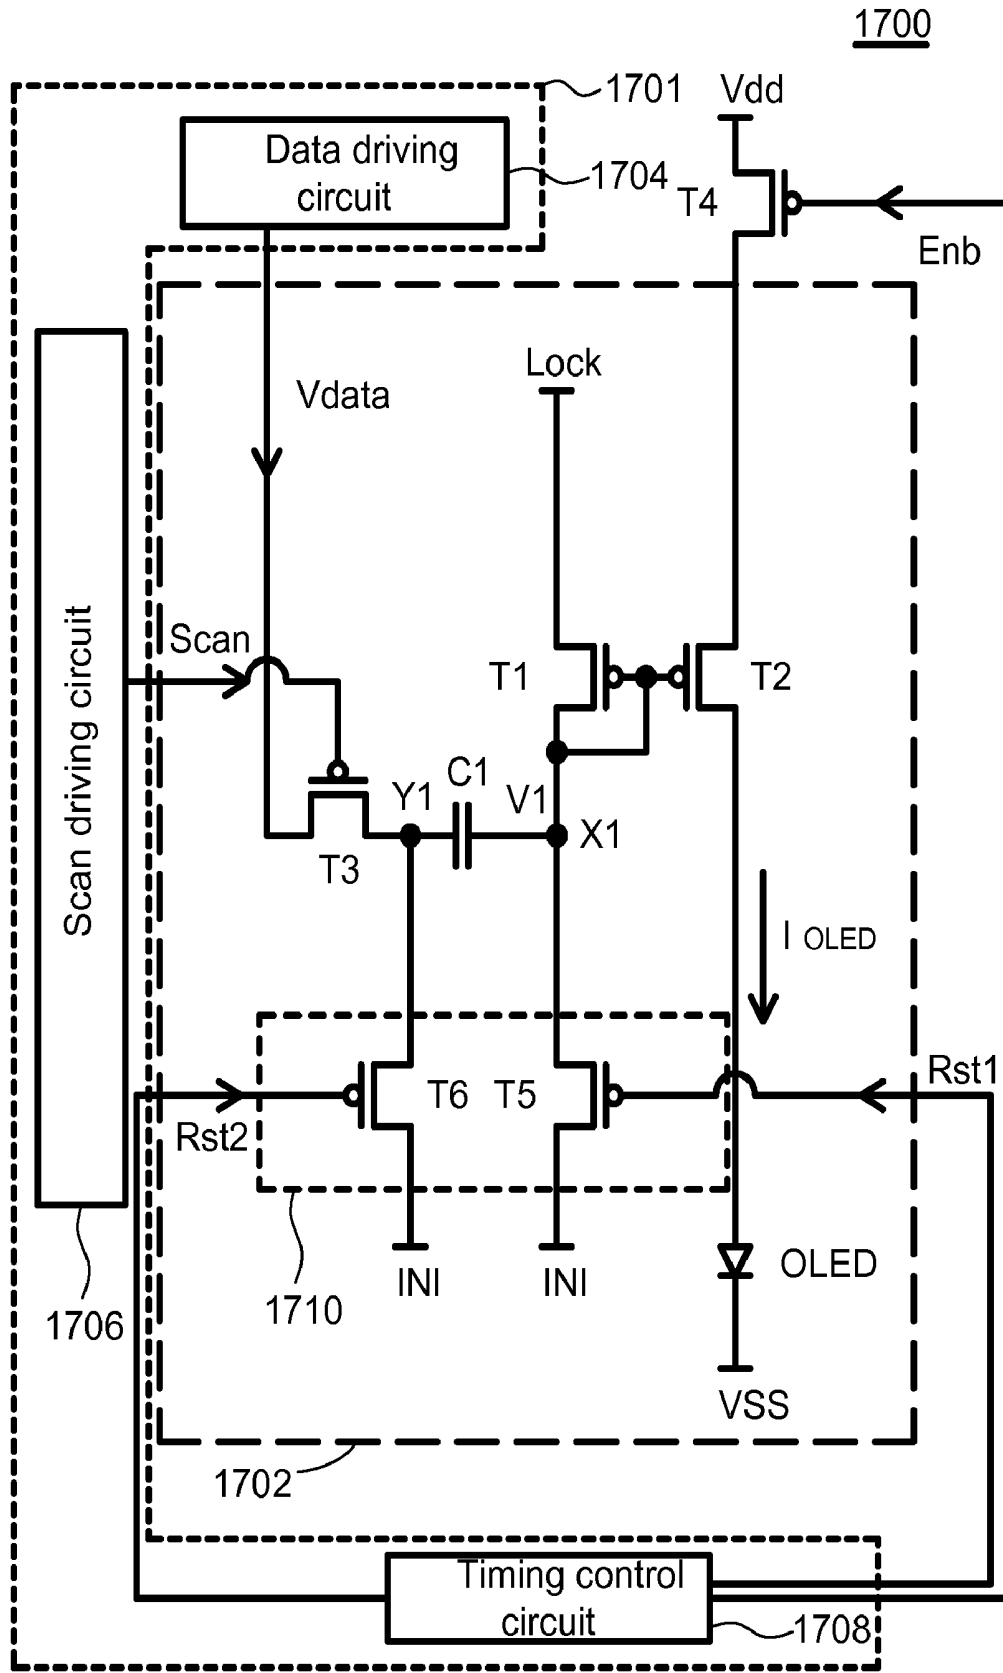 1700
1701
Vdd
Data driving
circuit
1704
T4
Enb
Lock
Vdata
Scan driving circuit
Scan
T1
T2
C1
Y1
V1
X1
T3
I OLED
Rst1
T6
T5
Rst2
INI
INI
OLED
1710
1706
VSS
1702
Timing control
circuit
1708